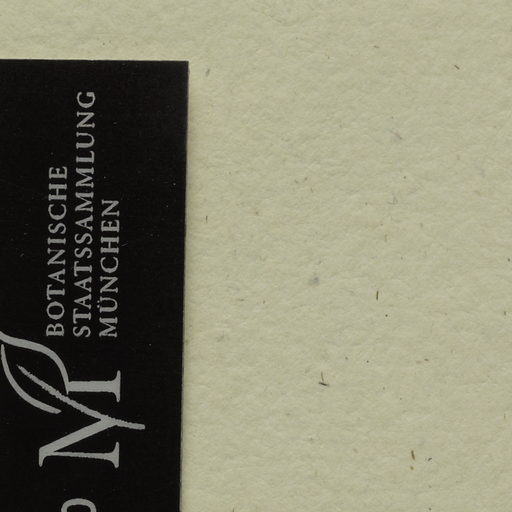 BOTANISCHE
STAATSSAMMLUNG
MÜNCHEN
M